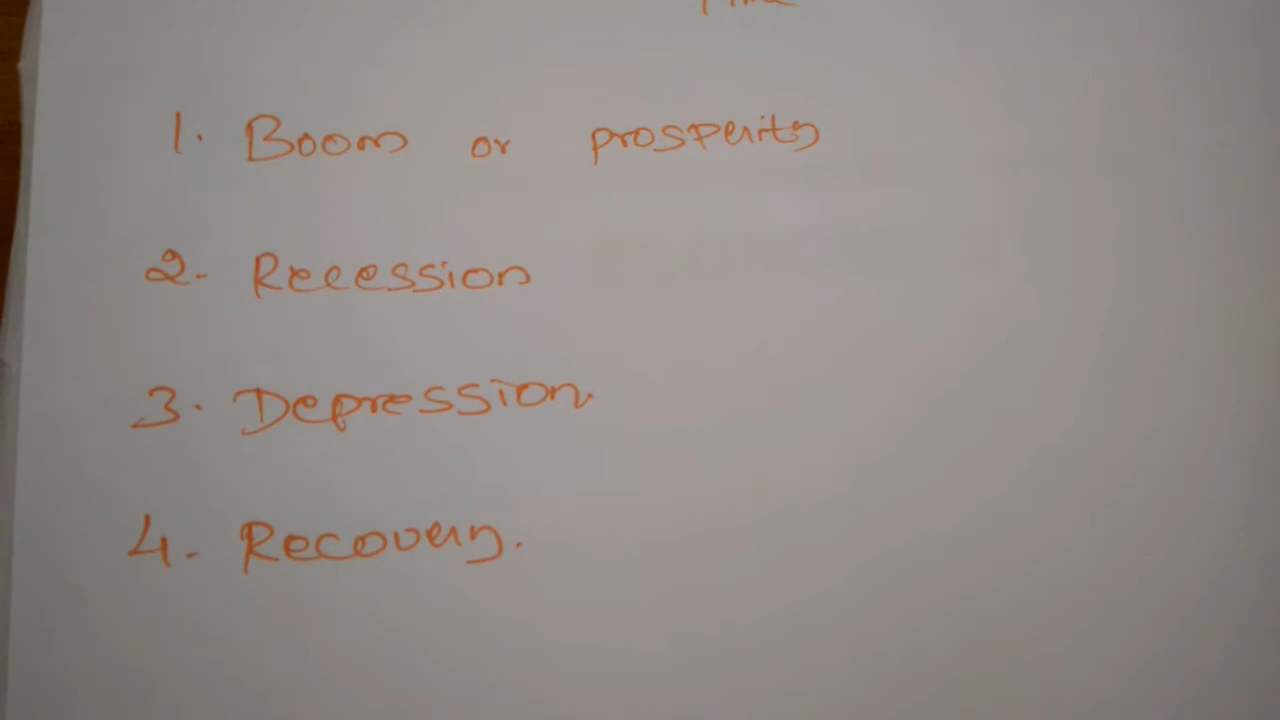 1. Boom or prosperity
2. Recession
3. Depression.
4. Recovery.